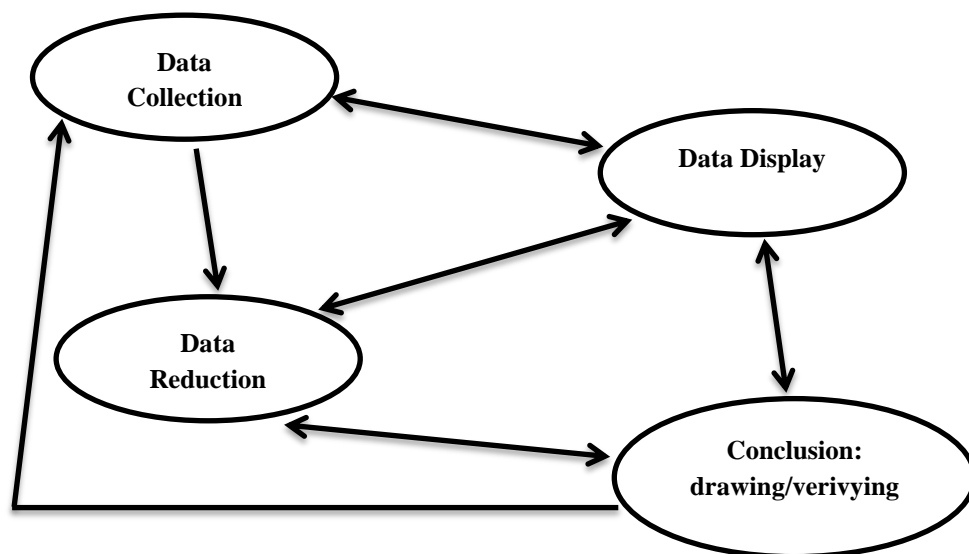 Data
Collection
Data Display
Data
Reduction
Conclusion:
drawing/verivying